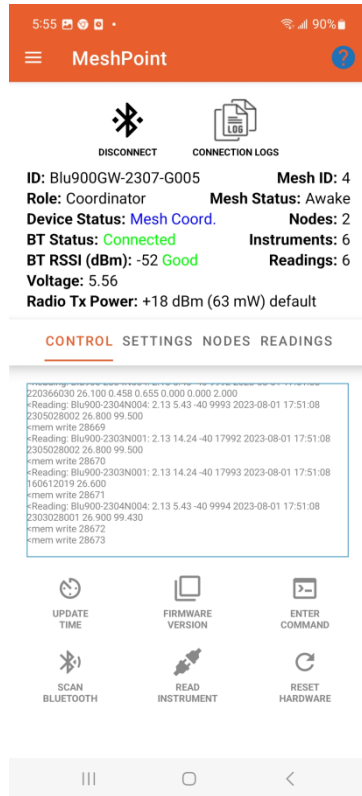 5:55 90%
MeshPoint ?
LOG
DISCONNECT CONNECTION LOGS
ID: Blu900GW-2307-G005 Mesh ID: 4
Role: Coordinator Mesh Status: Awake
Device Status: Mesh Coord. Nodes: 2
BT Status: Connected Instruments: 6
BT RSSI (dBm): -52 Good Readings: 6
Voltage: 5.56
Radio Tx Power: +18 dBm (63 mW) default
CONTROL SETTINGS NODES READINGS
220366030 26.100 0.458 0.655 0.000 0.000 2.000
<Reading: Blu900-2304N004: 2.13 5.43 -40 9993 2023-08-01 17:51:08
2305028002 26.800 99.500
<mem write 28669
<Reading: Blu900-2303N001: 2.13 14.24 -40 17992 2023-08-01 17:51:08
2305028002 26.800 99.500
<mem write 28670
<Reading: Blu900-2303N001: 2.13 14.24 -40 17993 2023-08-01 17:51:08
160612019 26.600
<mem write 28671
<Reading: Blu900-2304N004: 2.13 5.43 -40 9994 2023-08-01 17:51:08
2303028001 26.900 99.430
<mem write 28672
<mem write 28673
UPDATE TIME
FIRMWARE VERSION
ENTER COMMAND
SCAN BLUETOOTH
READ INSTRUMENT
RESET HARDWARE